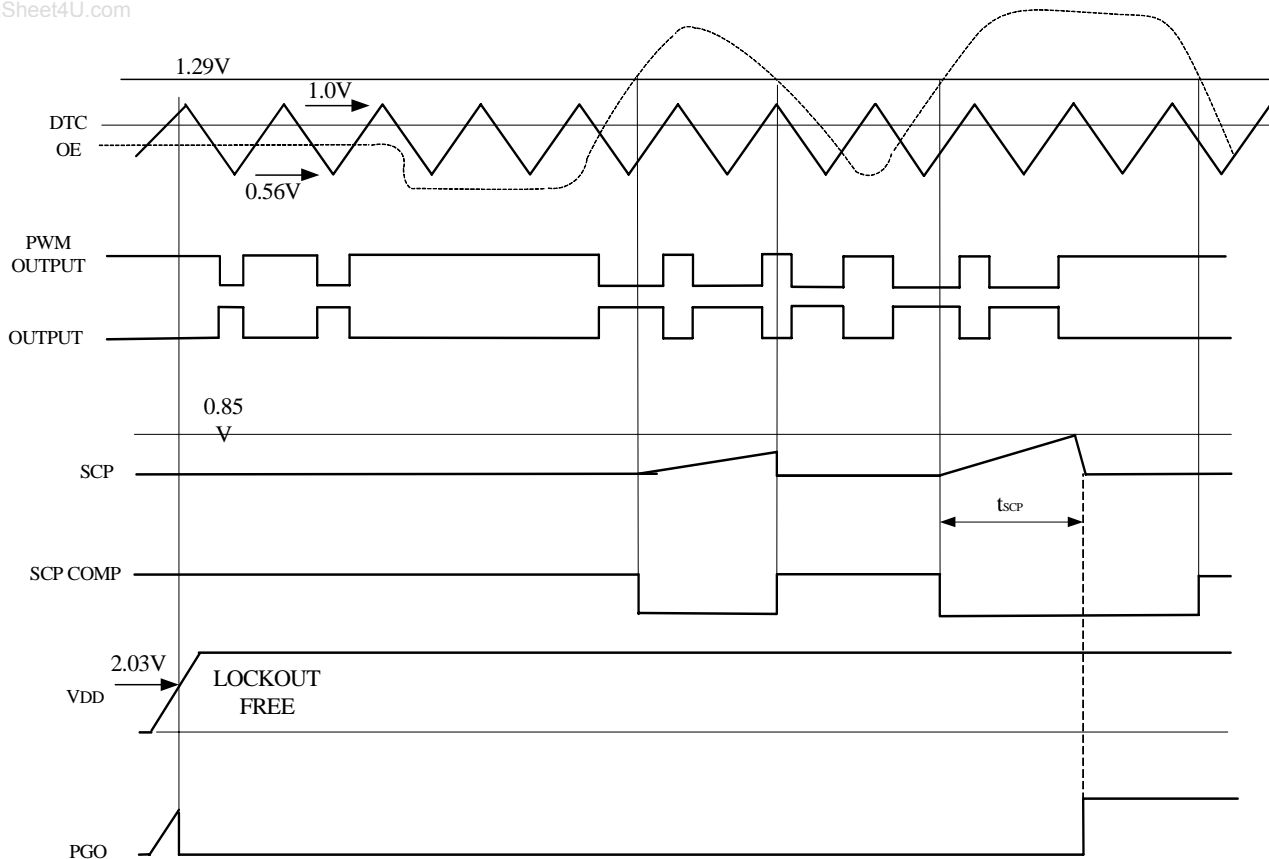 Sheet4U.com
1.29V
1.0V
DTC
OE
0.56V
PWM
OUTPUT
OUTPUT
0.85
V
SCP
tSCP
SCP COMP
2.03V
VDD
LOCKOUT
FREE
PGO